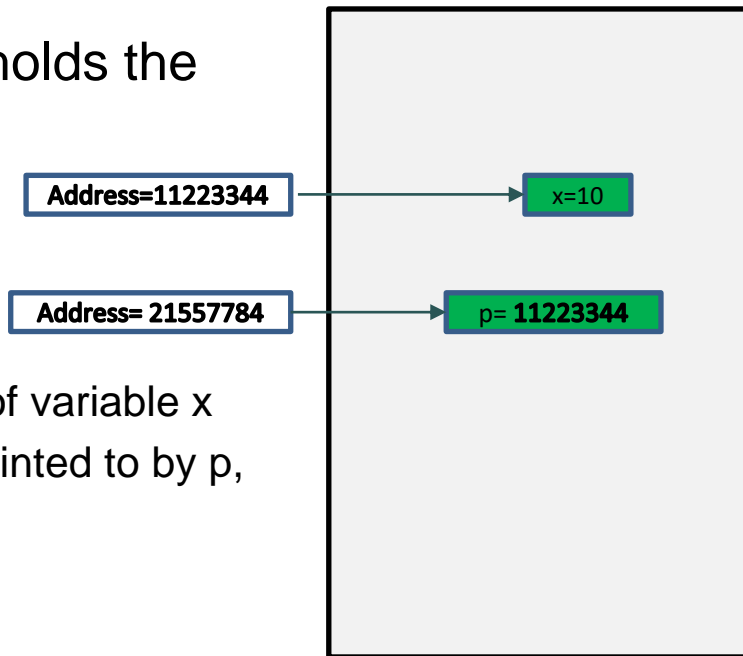 holds the
Address=11223344
x=10
Address= 21557784
p= 11223344
of variable x
inted to by p,